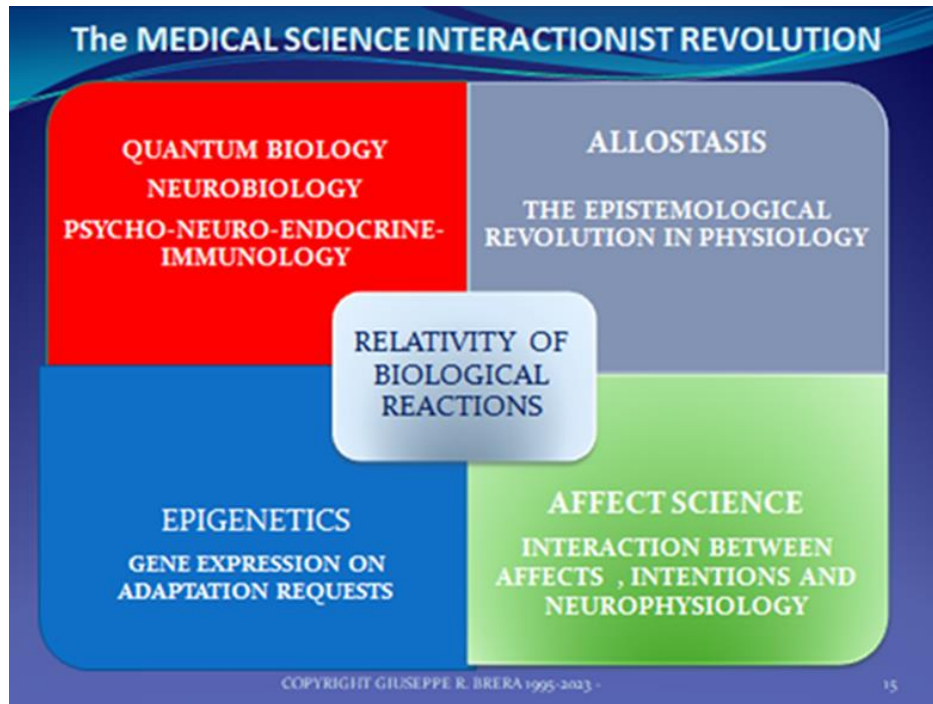 The MEDICAL SCIENCE INTERACTIONIST REVOLUTION
QUANTUM BIOLOGY
NEUROBIOLOGY
PSYCHO-NEURO-ENDOCRINE-
IMMUNOLOGY
ALLOSTASIS
THE EPISTEMOLOGICAL
REVOLUTION IN PHYSIOLOGY
RELATIVITY OF
BIOLOGICAL
REACTIONS
EPIGENETICS
GENE EXPRESSION ON
ADAPTATION REQUESTS
AFFECT SCIENCE
INTERACTION BETWEEN
AFFECTS , INTENTIONS AND
NEUROPHYSIOLOGY
COPYRIGHT GIUSEPPE R. BRERA 1995-2023 -
15